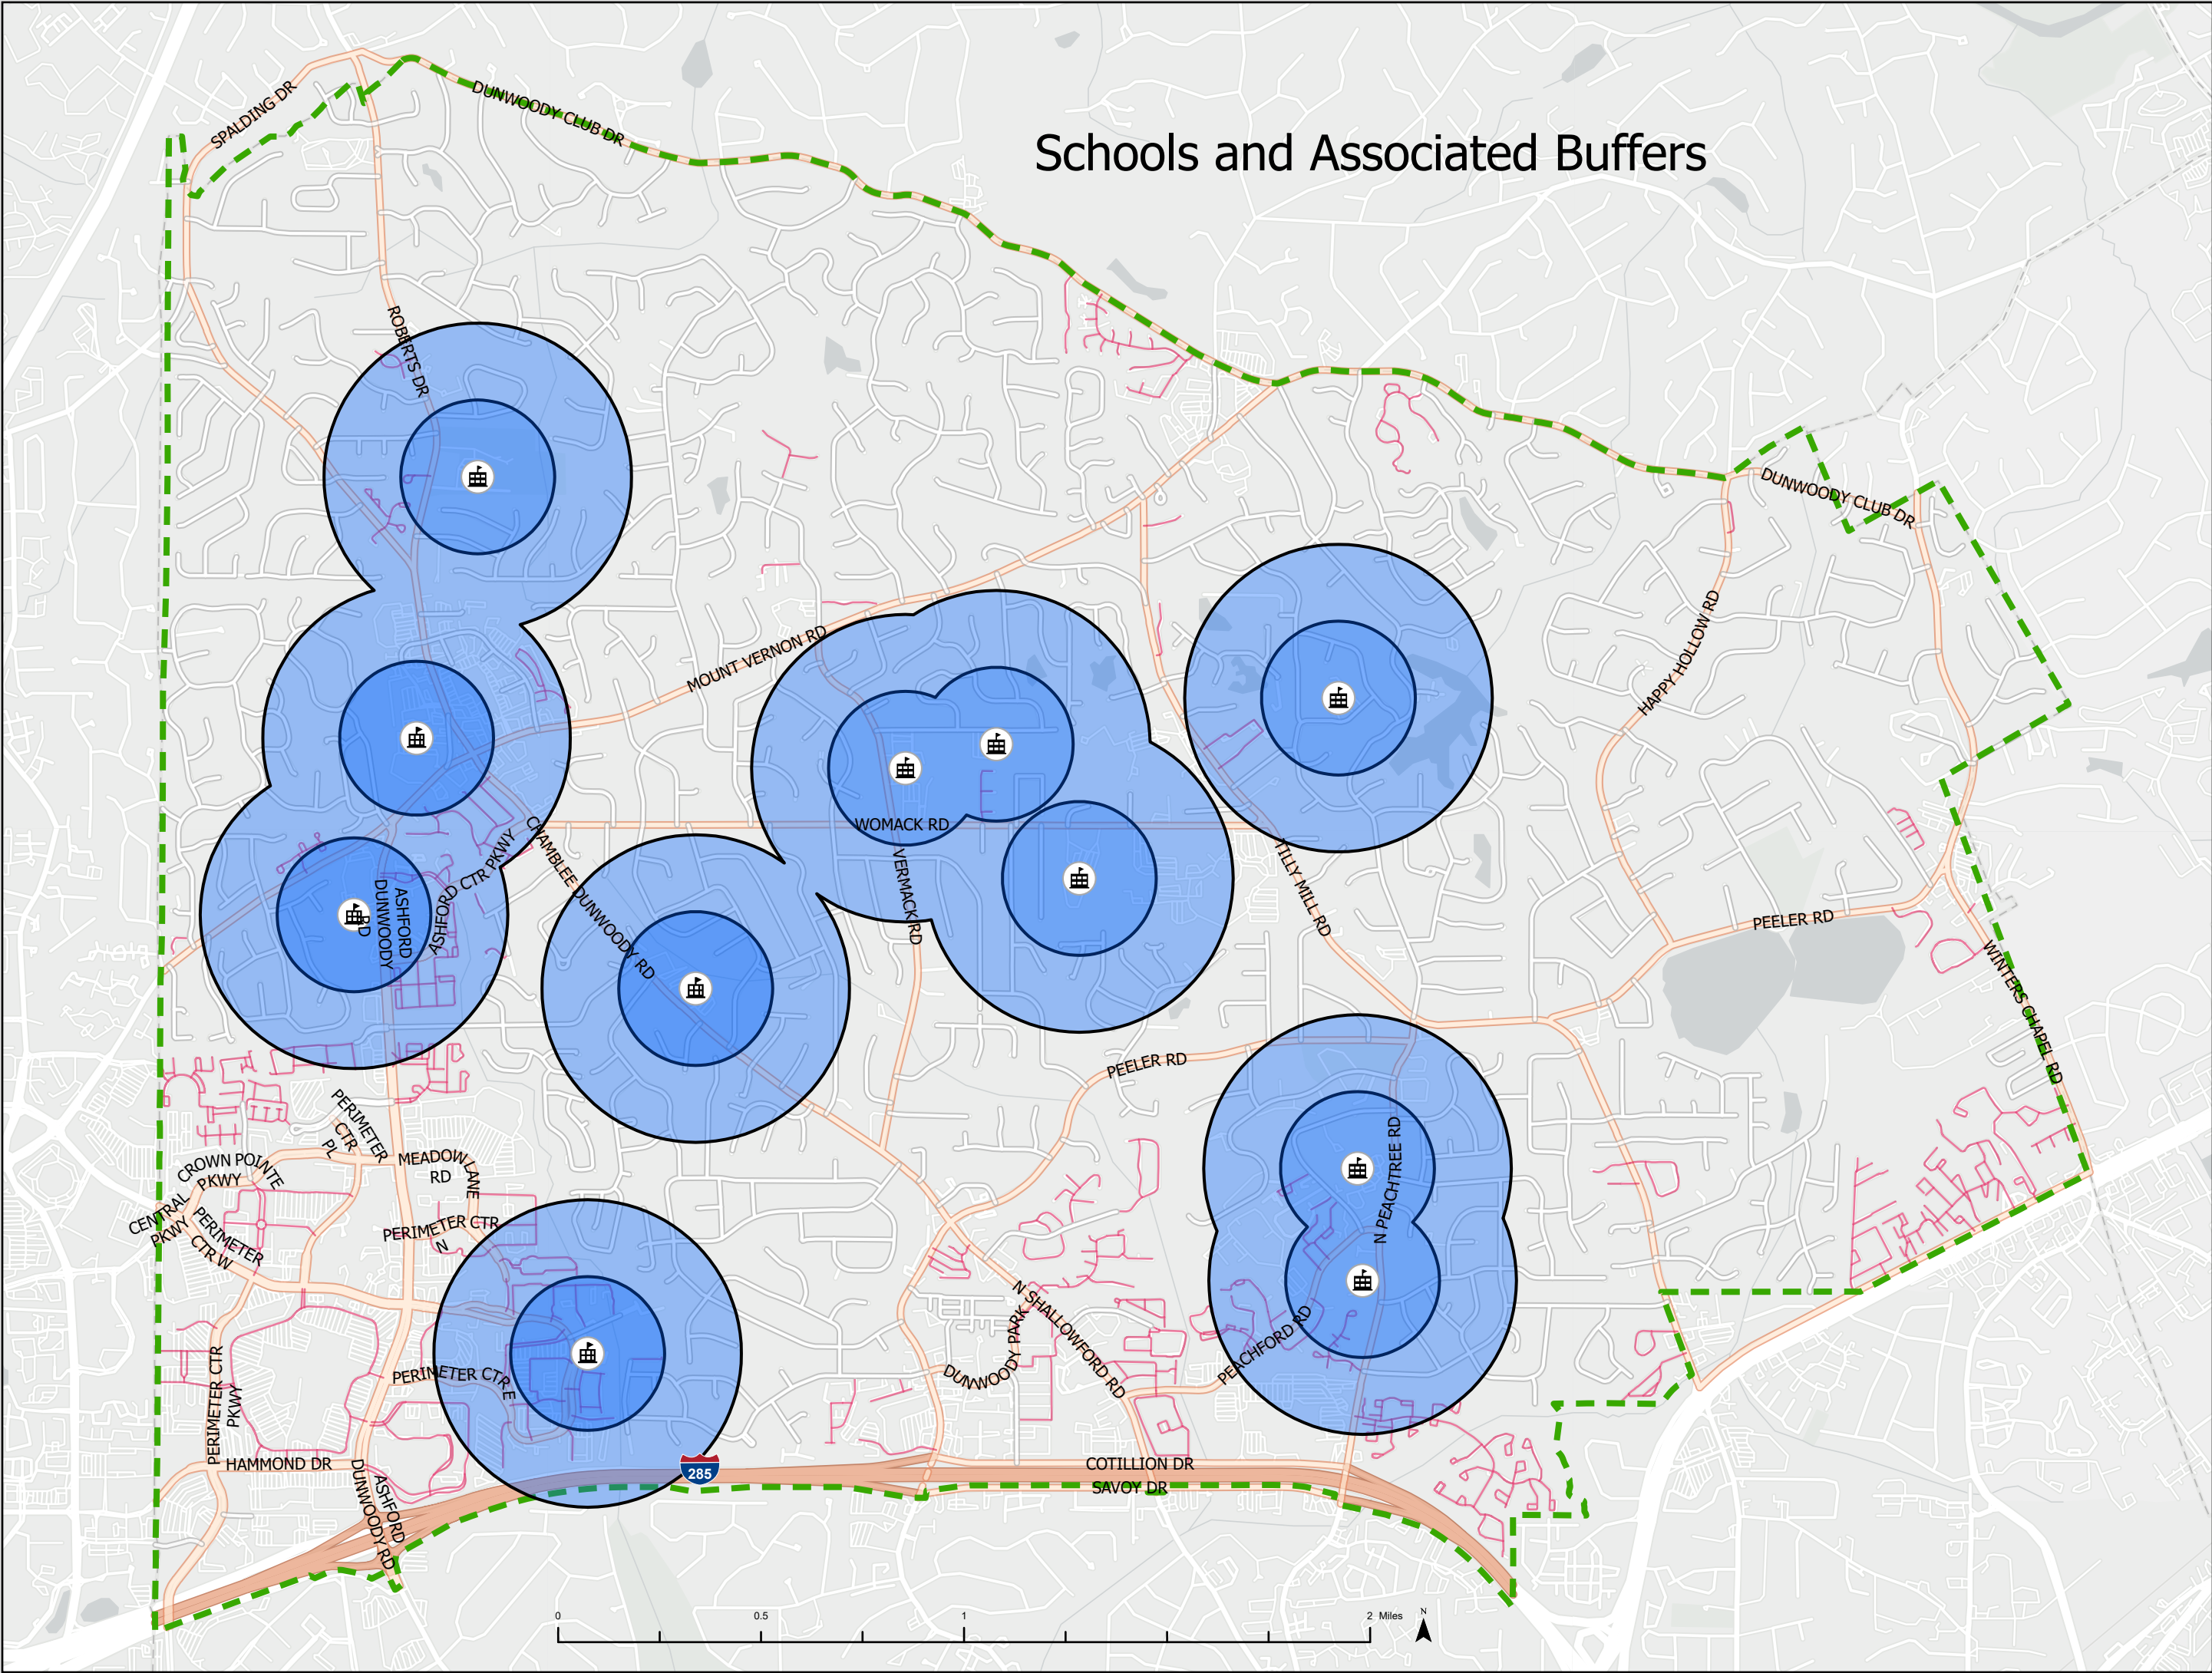 Schools and Associated Buffers
SPALDING DR
DUNWOODY CLUB DR
ROBERTS DR
DUNWOODY CLUB DR
HAPPY HOLLOW RD
MOUNT VERNON RD
WOMACK RD
CHAMBLEE DUNWOODY RD
VERMACK RD
TILLY MILL RD
ASHFORD CTR PKWY
ASHFORD
DUNWOODY
RD
PEELER RD
WINTERS CHAPEL RD
PEELER RD
PERIMETER
CTR
PL
MEADOW LANE
RD
CROWN POINTE
PKWY
CENTRAL
PKWY
PERIMETER
CTR W
PERIMETER CTR
N
N PEACHTREE RD
N SHALLOWFORD RD
DUNWOODY PARK
PEACHFORD RD
PERIMETER CTR
PKWY
PERIMETER CTR E
HAMMOND DR
ASHFORD
DUNWOODY RD
285
COTILLION DR
SAVOY DR
0 0.5 1 2 Miles
N